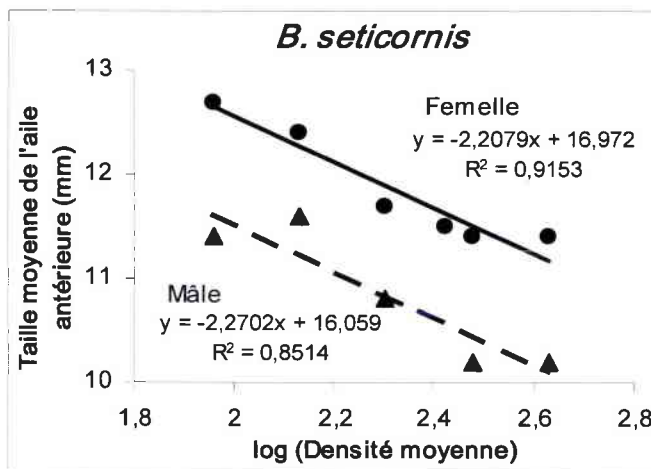 B. seticornis
13
12
11
10
Taille moyenne de l'aile
antérieure (mm)
Femelle
y = -2,2079x + 16,972
R² = 0,9153
Mâle
y = -2,2702x + 16,059
R² = 0,8514
1,8 2 2,2 2,4 2,6 2,8
log (Densité moyenne)